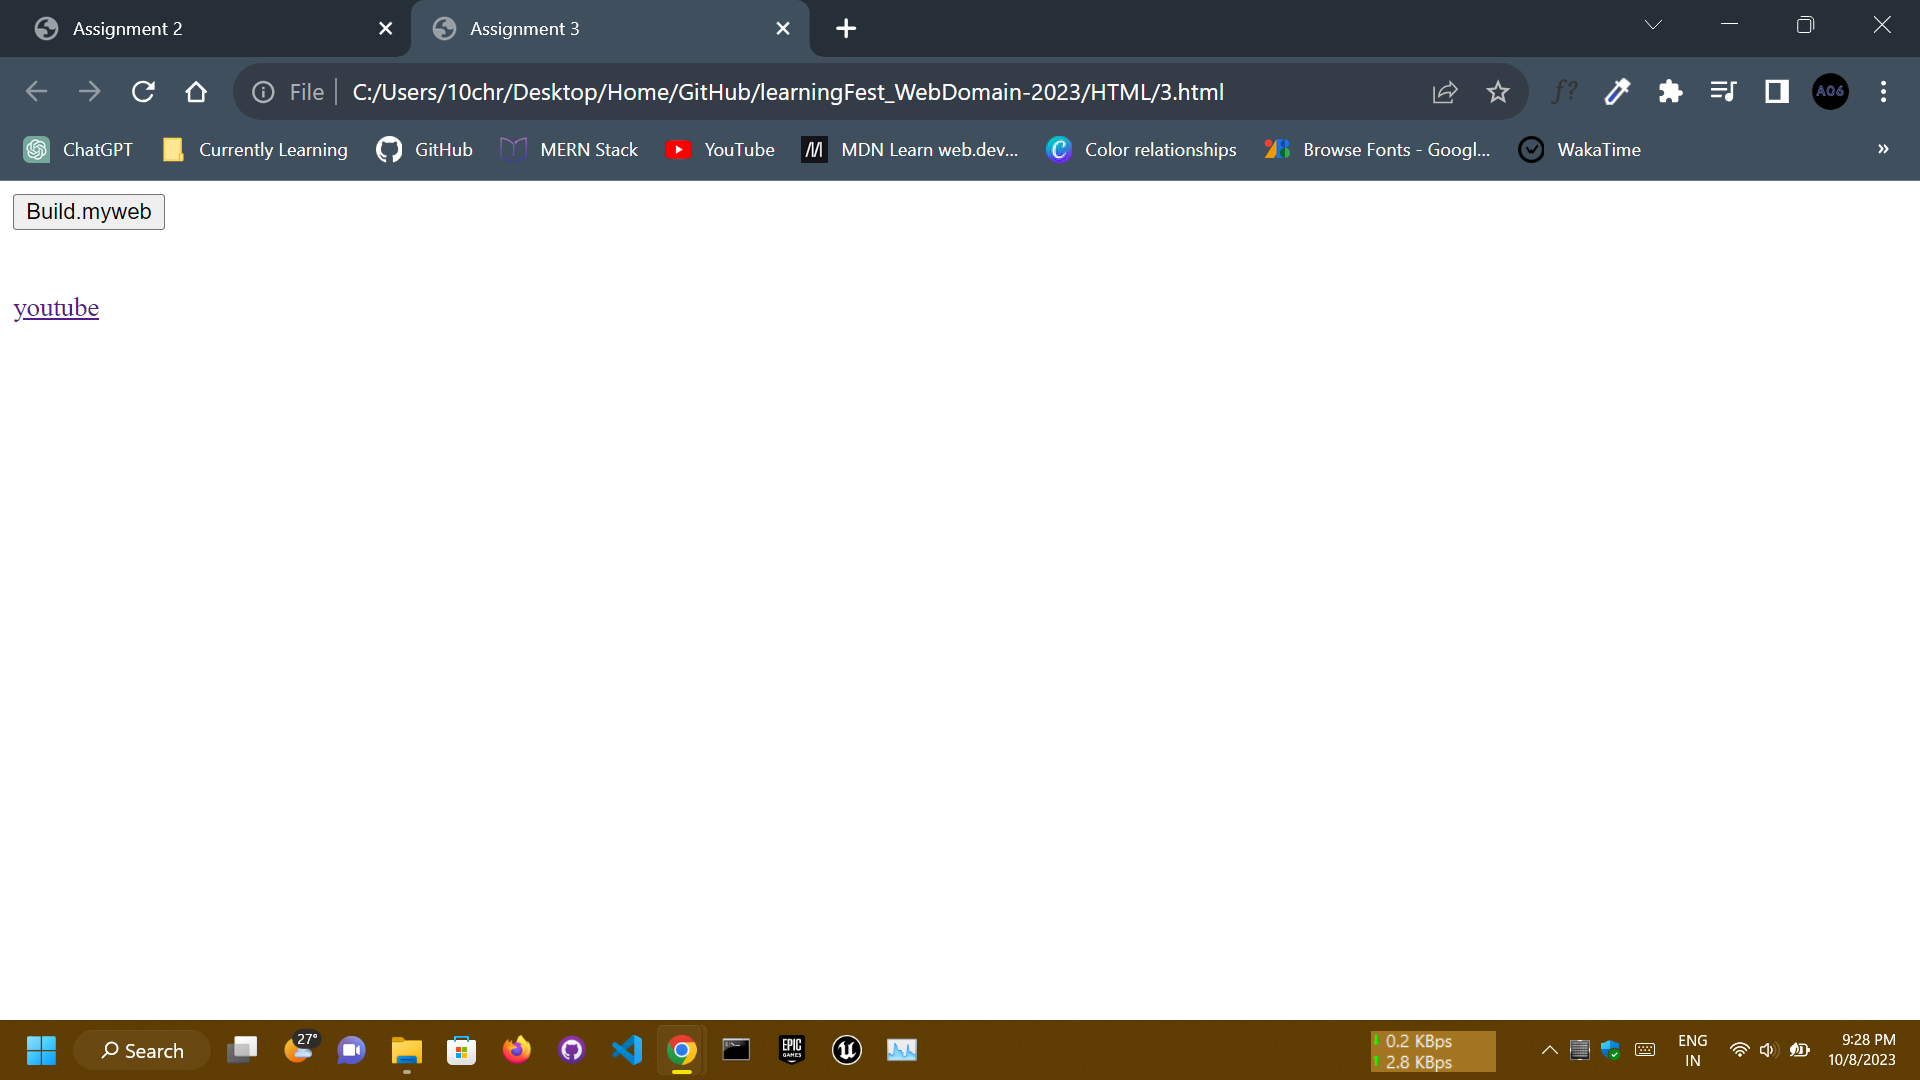 Assignment 2
Assignment 3
File C:/Users/10chr/Desktop/Home/GitHub/learningFest_WebDomain-2023/HTML/3.html
f?
A06
ChatGPT Currently Learning GitHub MERN Stack YouTube MDN Learn web.dev... Color relationships Browse Fonts - Googl... WakaTime »
Build.myweb
youtube
Search
27°
EPIC GAMES
0.2 KBps
2.8 KBps
ENG
IN
9:28 PM
10/8/2023